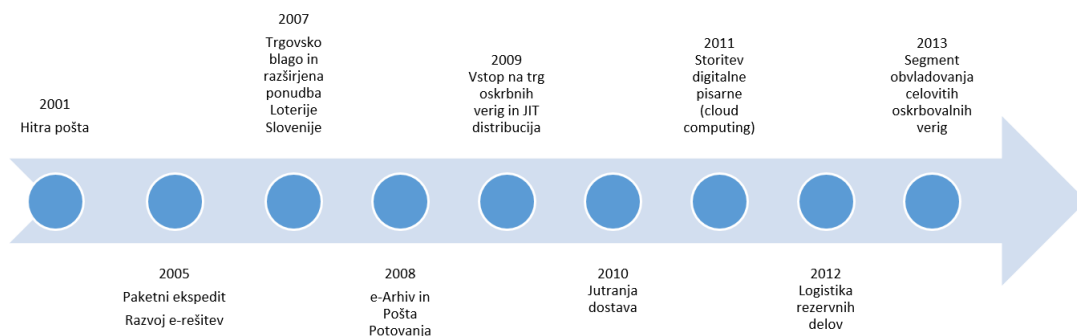 2001
Hitra pošta
2005
Paketni ekspedit
Razvoj e-rešitev
2007
Trgovsko
blago in
razširjena
ponudba
Loterije
Slovenije
2008
e-Arhiv in
Pošta
Potovanja
2009
Vstop na trg
oskrbnih
verig in JIT
distribucija
2010
Jutranja
dostava
2011
Storitev
digitalne
pisarne
(cloud
computing)
2012
Logistika
rezervnih
delov
2013
Segment
obvladovanja
celovitih
oskrbovalnih
verig